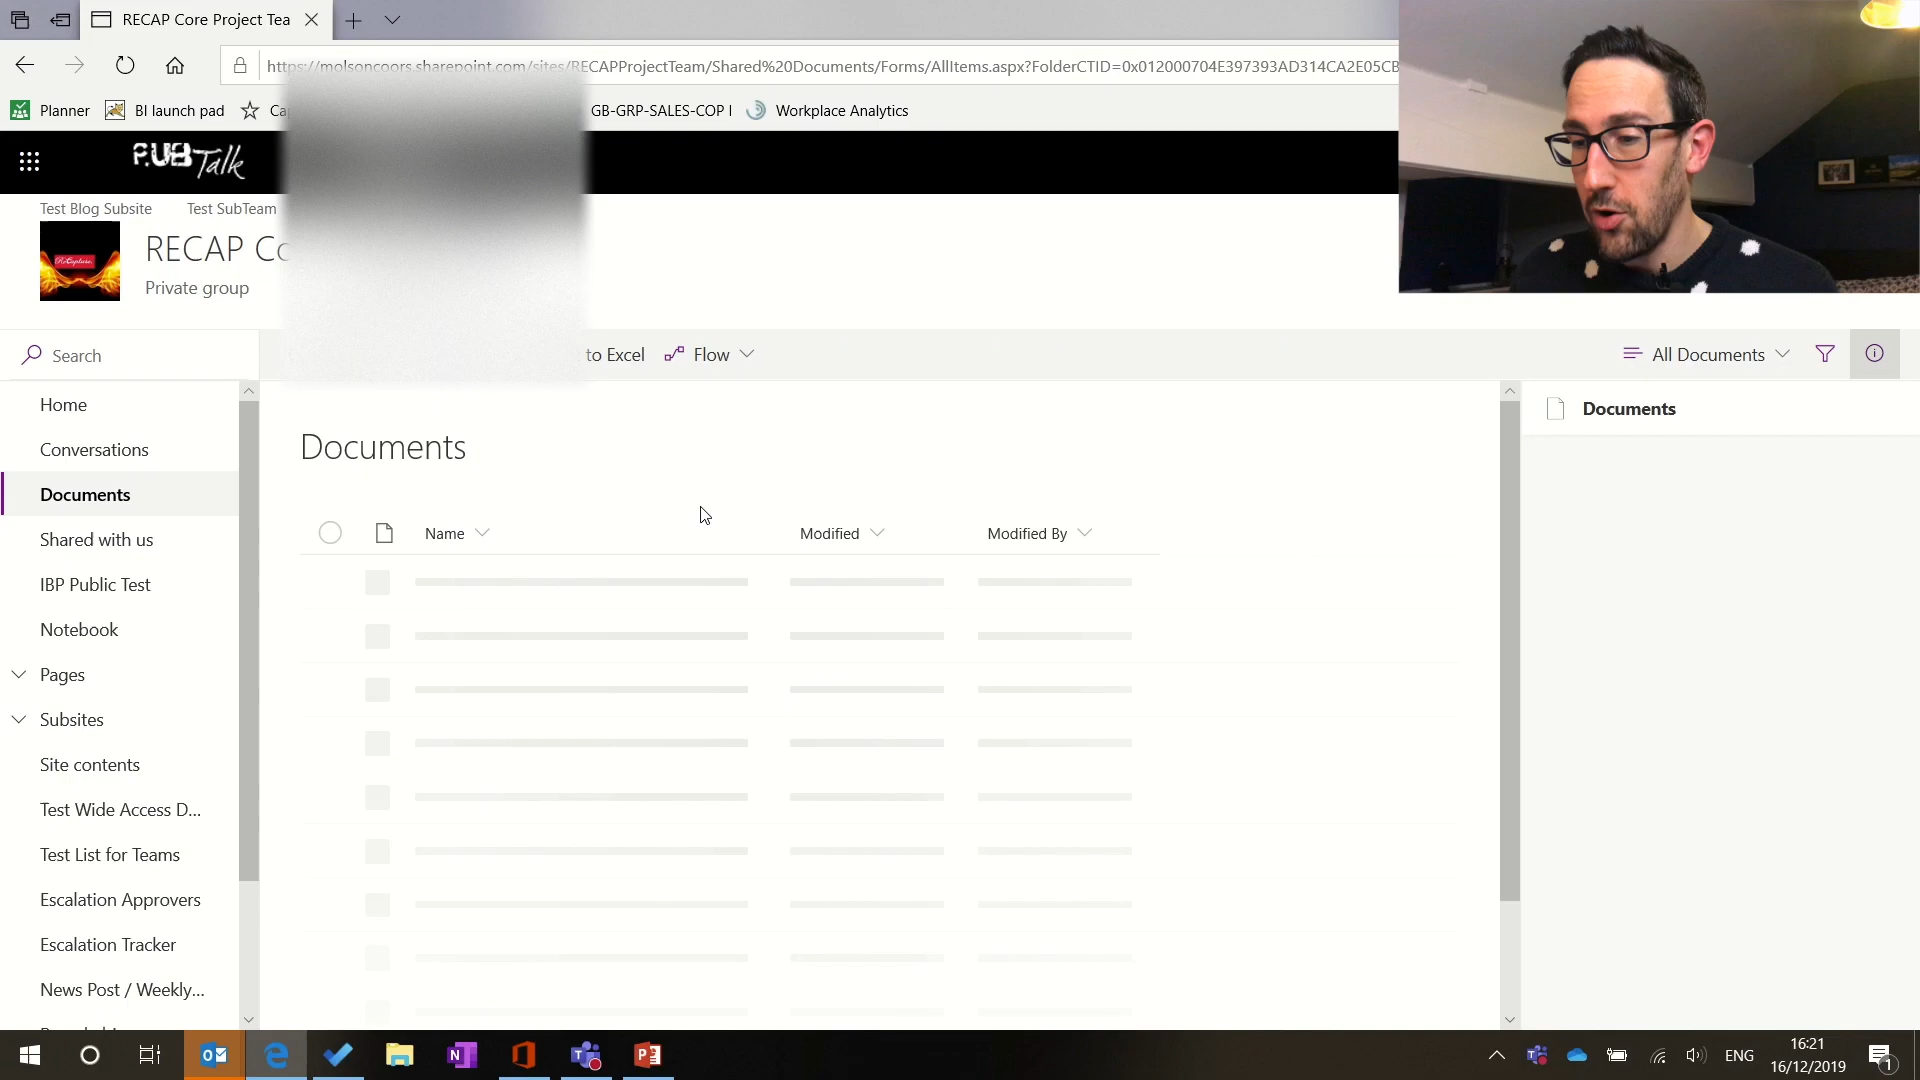 RECAP Core Project Tea
https://molsoncoors.sharepoint.com/sites/RECAPProjectTeam/Shared%20Documents/Forms/AllItems.aspx?FolderCTID=0x012000704E397393AD314CA2E05CB
Planner
BI launch pad
GB-GRP-SALES-COP
Workplace Analytics
PUB Talk
Test Blog Subsite
Test SubTeam
RECAP
Private group
Search
to Excel
Flow
All Documents
Home
Conversations
Documents
Shared with us
IBP Public Test
Notebook
Pages
Subsites
Site contents
Test Wide Access D...
Test List for Teams
Escalation Approvers
Escalation Tracker
News Post / Weekly...
Documents
Name
Modified
Modified By
Documents
ENG
16:21
16/12/2019
1